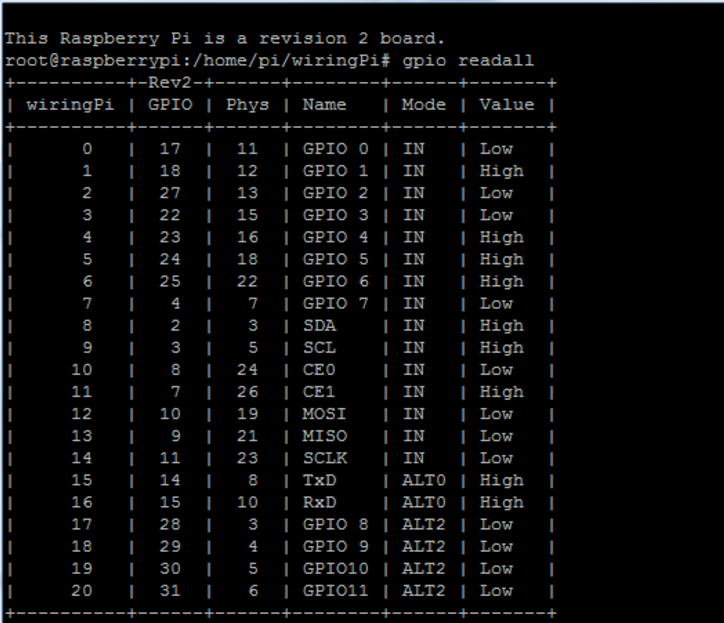 This Raspberry Pi is a revision 2 board.
root@raspberrypi:/home/pi/wiringPi# gpio readall
+----------+-Rev2-+------+--------+------+-------+
| wiringPi | GPIO | Phys | Name   | Mode | Value |
+----------+------+------+--------+------+-------+
|      0   |  17  |  11  | GPIO 0 | IN   | Low   |
|      1   |  18  |  12  | GPIO 1 | IN   | High  |
|      2   |  27  |  13  | GPIO 2 | IN   | Low   |
|      3   |  22  |  15  | GPIO 3 | IN   | Low   |
|      4   |  23  |  16  | GPIO 4 | IN   | High  |
|      5   |  24  |  18  | GPIO 5 | IN   | High  |
|      6   |  25  |  22  | GPIO 6 | IN   | High  |
|      7   |   4  |   7  | GPIO 7 | IN   | Low   |
|      8   |   2  |   3  | SDA    | IN   | High  |
|      9   |   3  |   5  | SCL    | IN   | High  |
|     10   |   8  |  24  | CE0    | IN   | Low   |
|     11   |   7  |  26  | CE1    | IN   | High  |
|     12   |  10  |  19  | MOSI   | IN   | Low   |
|     13   |   9  |  21  | MISO   | IN   | Low   |
|     14   |  11  |  23  | SCLK   | IN   | Low   |
|     15   |  14  |   8  | TxD    | ALT0 | High  |
|     16   |  15  |  10  | RxD    | ALT0 | High  |
|     17   |  28  |   3  | GPIO 8 | ALT2 | Low   |
|     18   |  29  |   4  | GPIO 9 | ALT2 | Low   |
|     19   |  30  |   5  | GPIO10 | ALT2 | Low   |
|     20   |  31  |   6  | GPIO11 | ALT2 | Low   |
+----------+------+------+--------+------+-------+